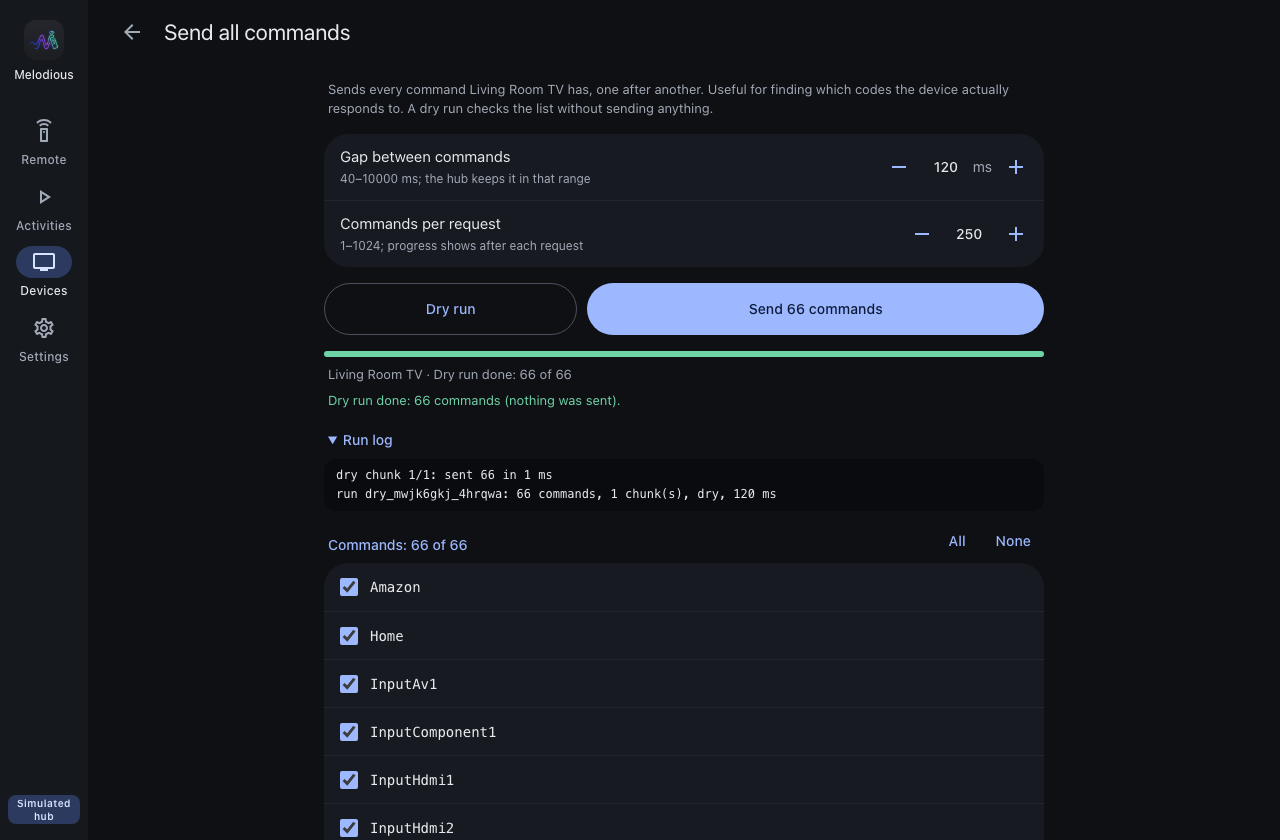 Send all commands
Melodious
Remote
Activities
Devices
Settings
Simulated
hub
Sends every command Living Room TV has, one after another. Useful for finding which codes the device actually
responds to. A dry run checks the list without sending anything.
Gap between commands
40–10000 ms; the hub keeps it in that range
− 120 ms +
Commands per request
1–1024; progress shows after each request
− 250 +
Dry run
Send 66 commands
Living Room TV · Dry run done: 66 of 66
Dry run done: 66 commands (nothing was sent).
▼ Run log
dry chunk 1/1: sent 66 in 1 ms
run dry_mwjk6gkj_4hrqwa: 66 commands, 1 chunk(s), dry, 120 ms
Commands: 66 of 66
All
None
Amazon
Home
InputAv1
InputComponent1
InputHdmi1
InputHdmi2